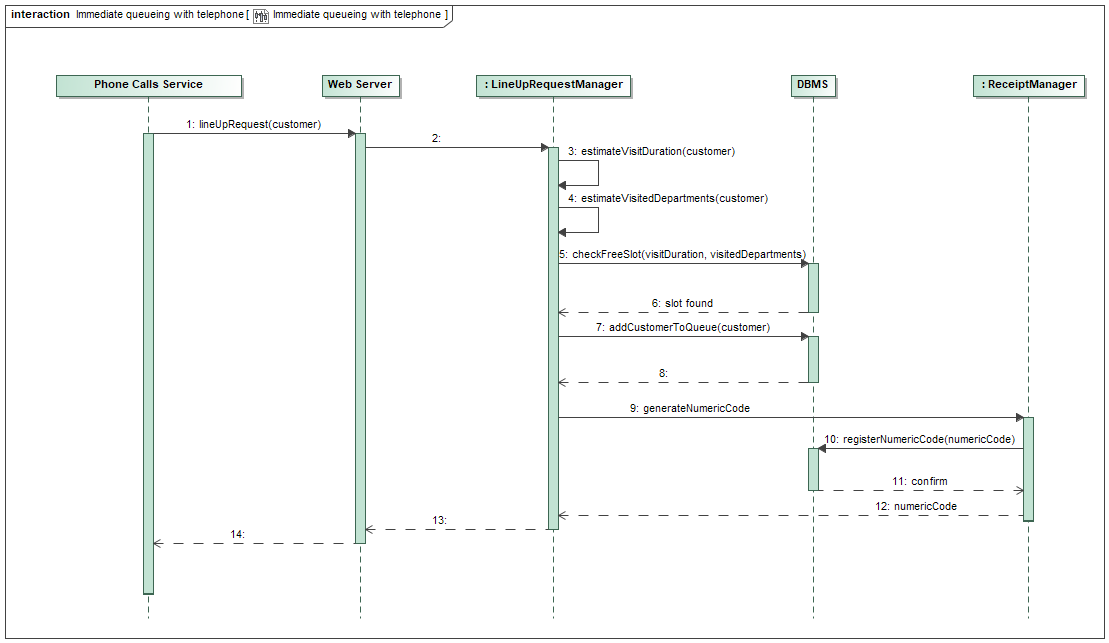 interaction Immediate queueing with telephone [ Immediate queueing with telephone ]
Phone Calls Service
Web Server
: LineUpRequestManager
DBMS
: ReceiptManager
1: lineUpRequest(customer)
2:
3: estimateVisitDuration(customer)
4: estimateVisitedDepartments(customer)
5: checkFreeSlot(visitDuration, visitedDepartments)
6: slot found
7: addCustomerToQueue(customer)
8:
9: generateNumericCode
10: registerNumericCode(numericCode)
11: confirm
12: numericCode
13:
14: